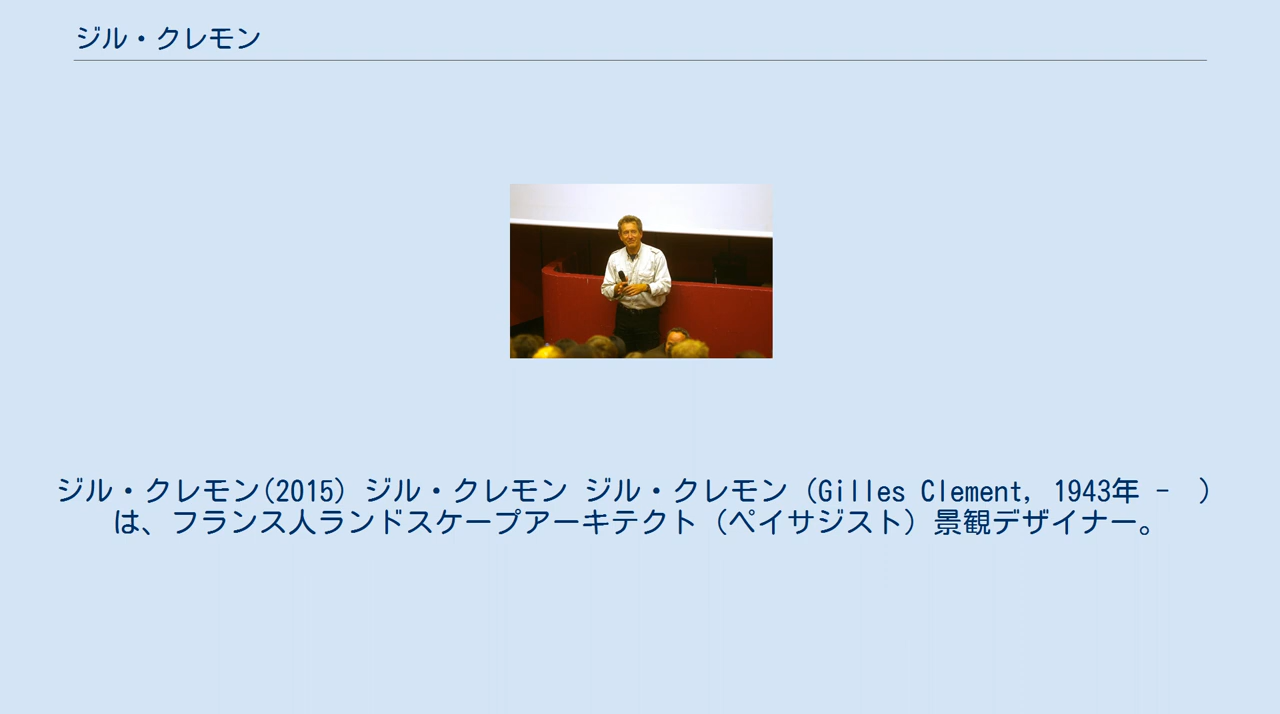 ジル・クレモン
ジル・クレモン(2015) ジル・クレモン ジル・クレモン（Gilles Clement, 1943年 -　）
は、フランス人ランドスケープアーキテクト（ペイサジスト）景観デザイナー。